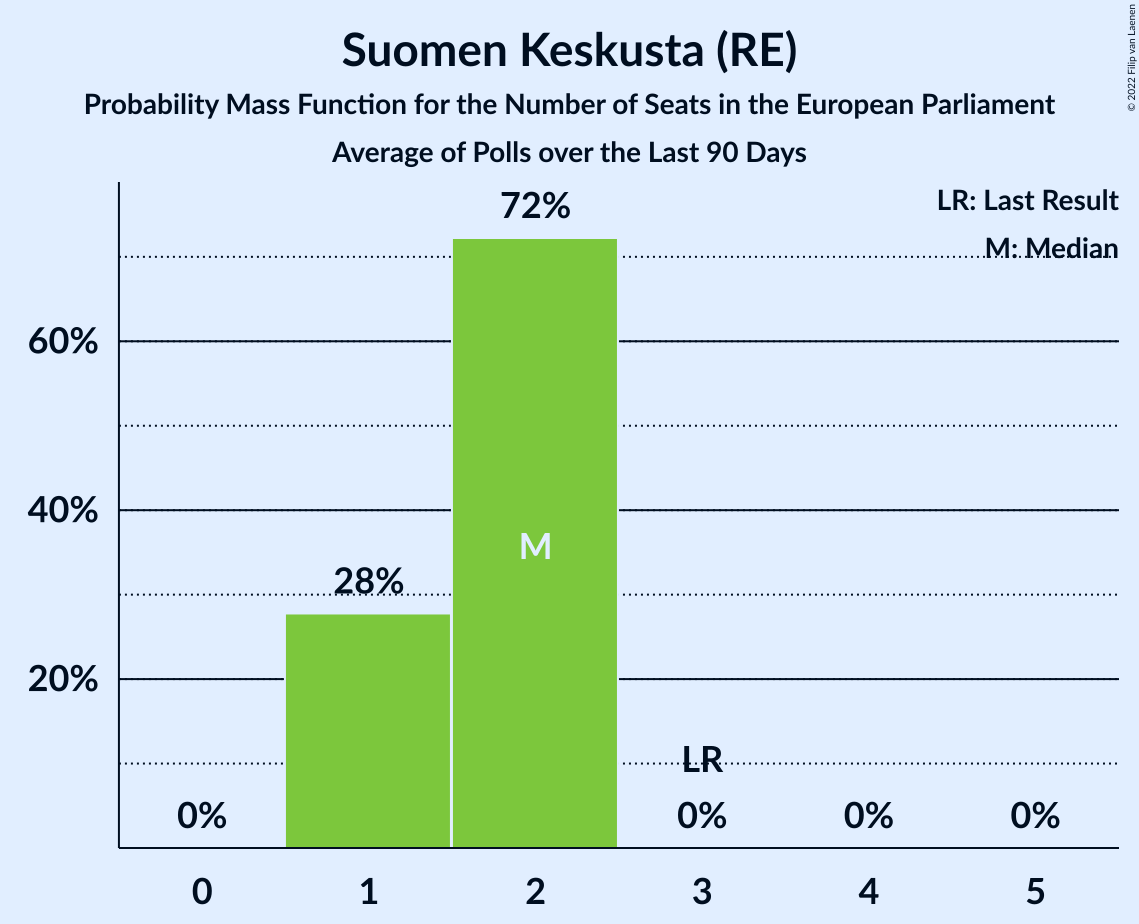 Suomen Keskusta (RE)
Probability Mass Function for the Number of Seats in the European Parliament
Average of Polls over the Last 90 Days
© 2022 Filip van Laenen
LR: Last Result
M: Median
72%
60%
40%
M
28%
20%
LR
0%
0%
0%
0%
0
1
2
3
4
5